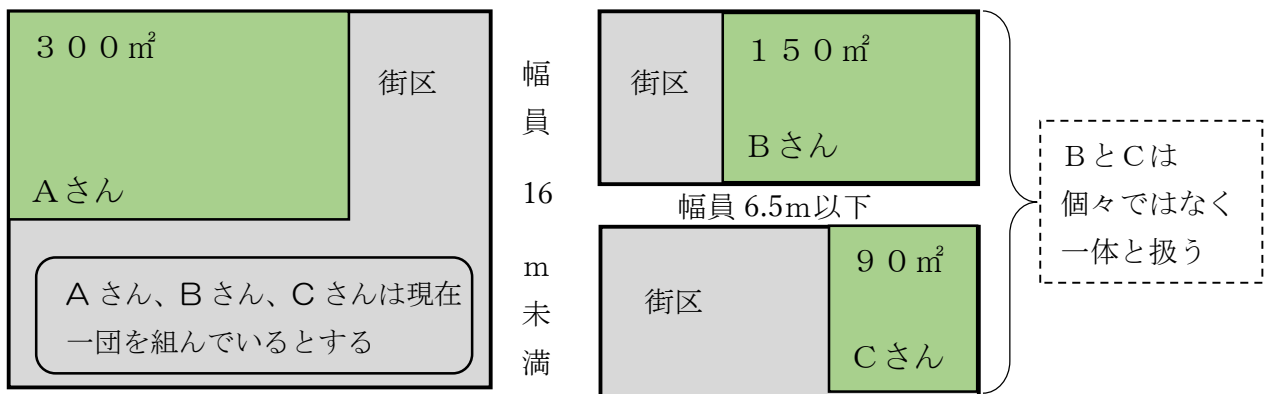 ３００㎡
街区
Aさん
Aさん、Bさん、Cさんは現在
一団を組んでいるとする
幅員 16 m未満
街区
１５０㎡
Bさん
幅員 6.5m以下
街区
９０㎡
Cさん
BとCは
個々ではなく
一体と扱う